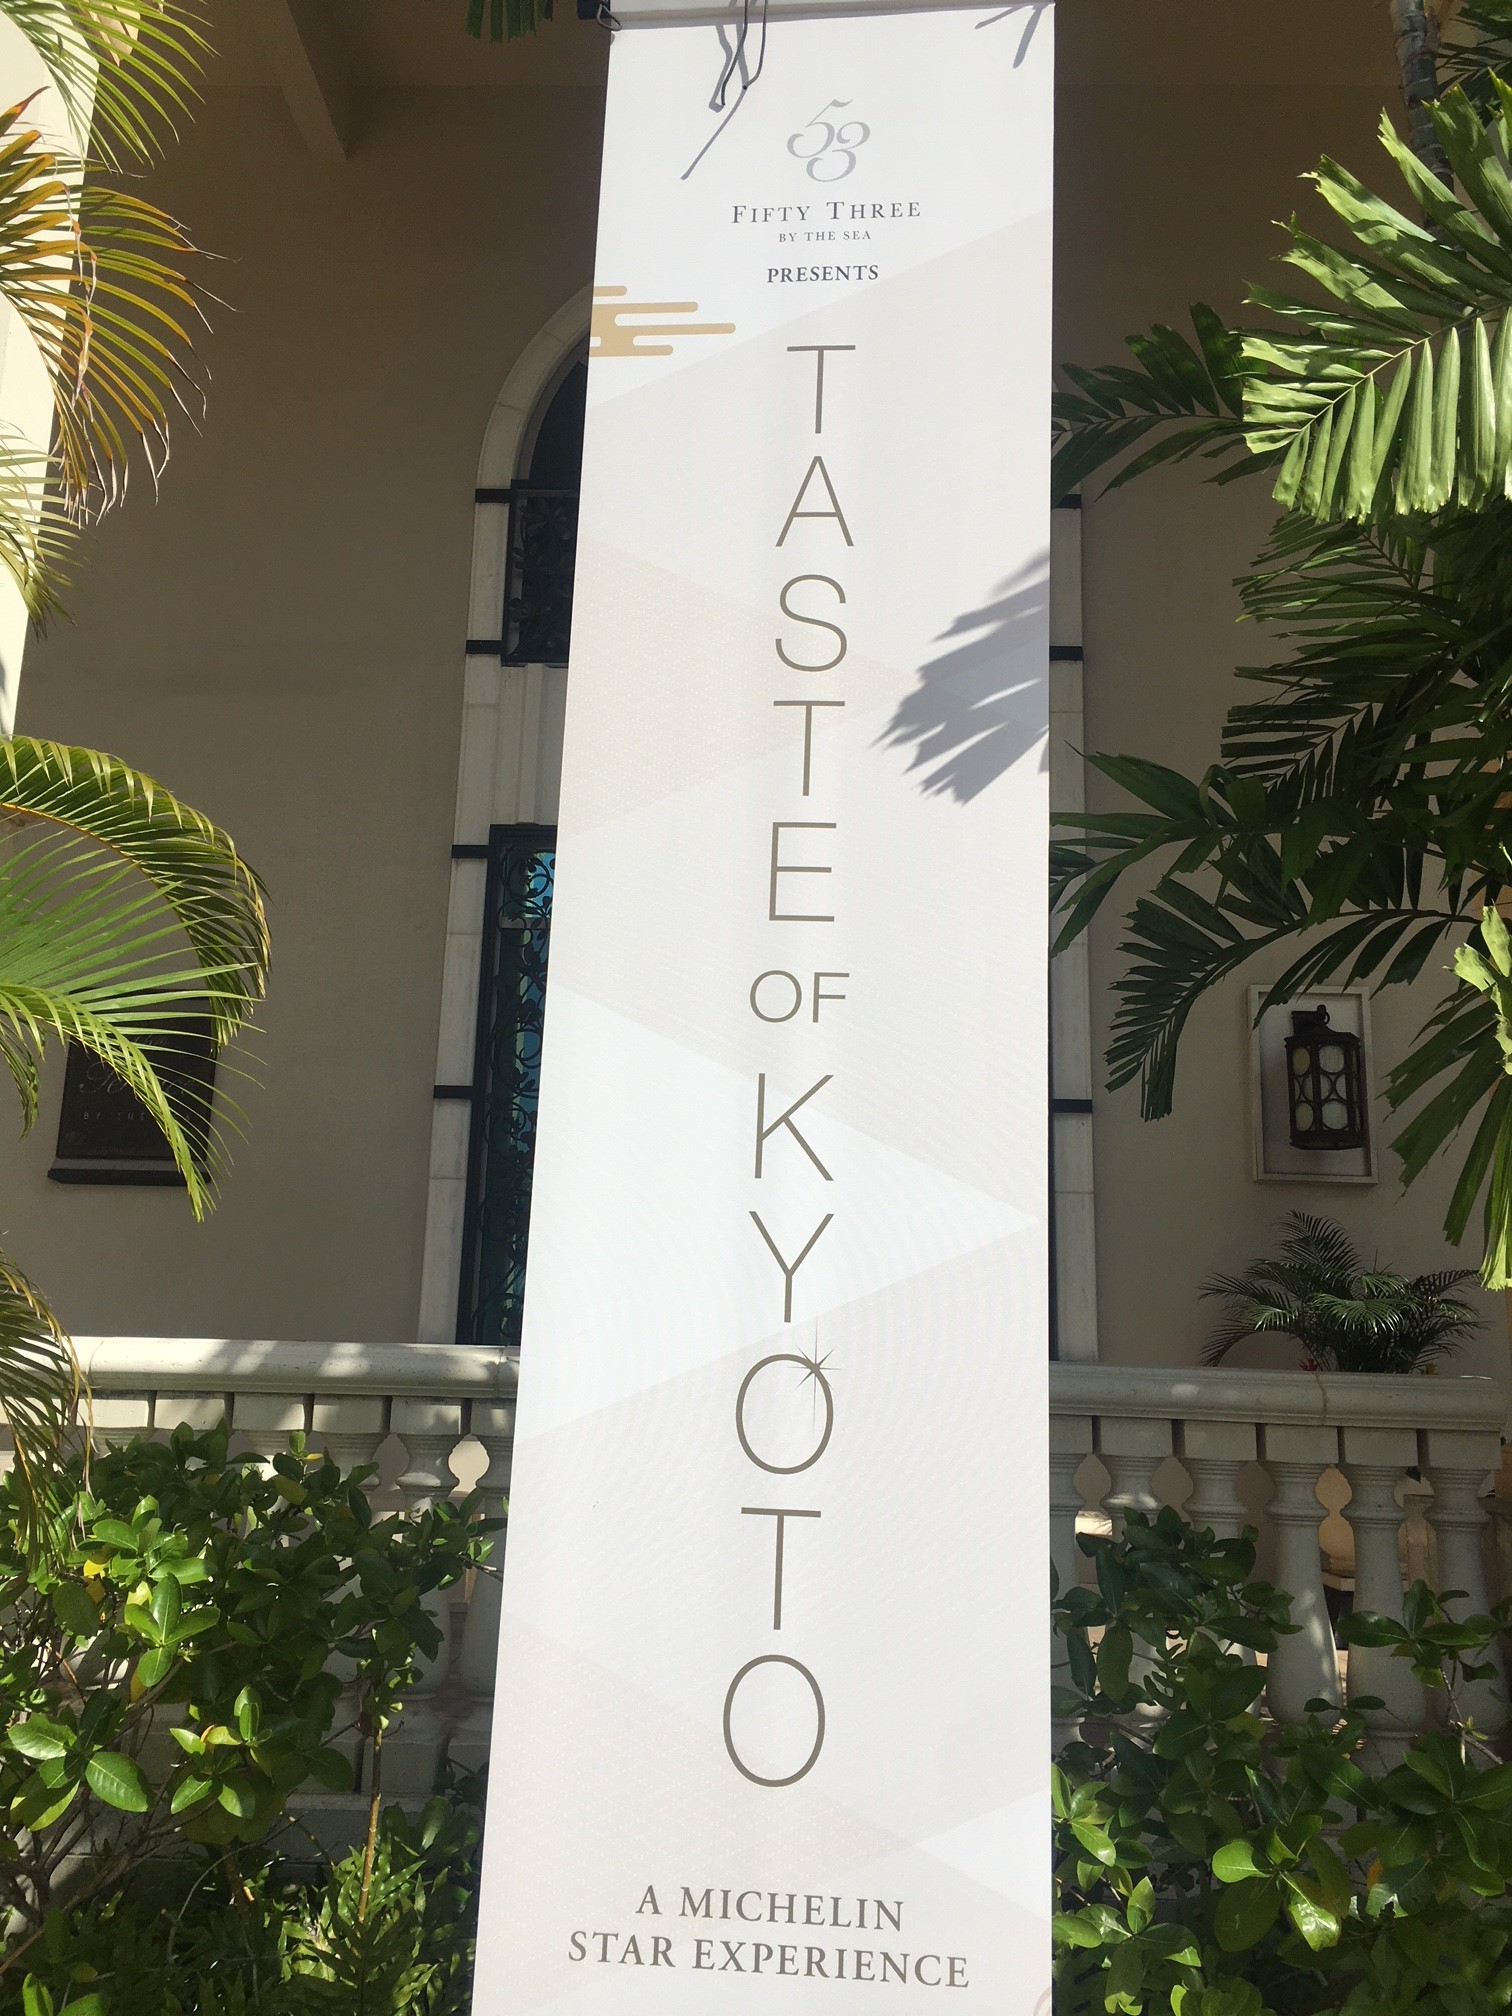 53
FIFTY THREE
BY THE SEA
PRESENTS
TASTE
OF
KYOTO
A MICHELIN
STAR EXPERIENCE